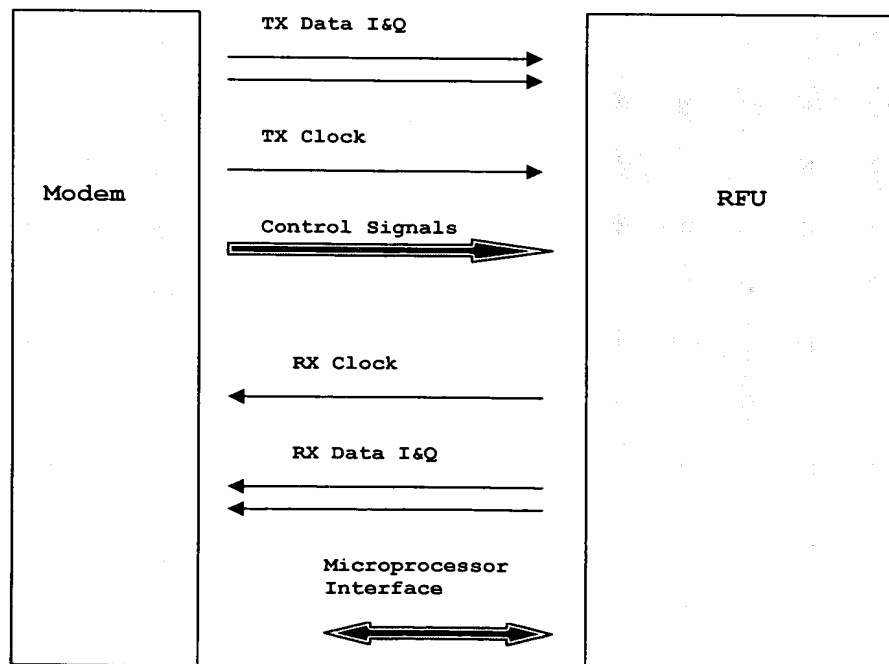 TX Data I&Q
TX Clock
Modem
RFU
Control Signals
RX Clock
RX Data I&Q
Microprocessor
Interface